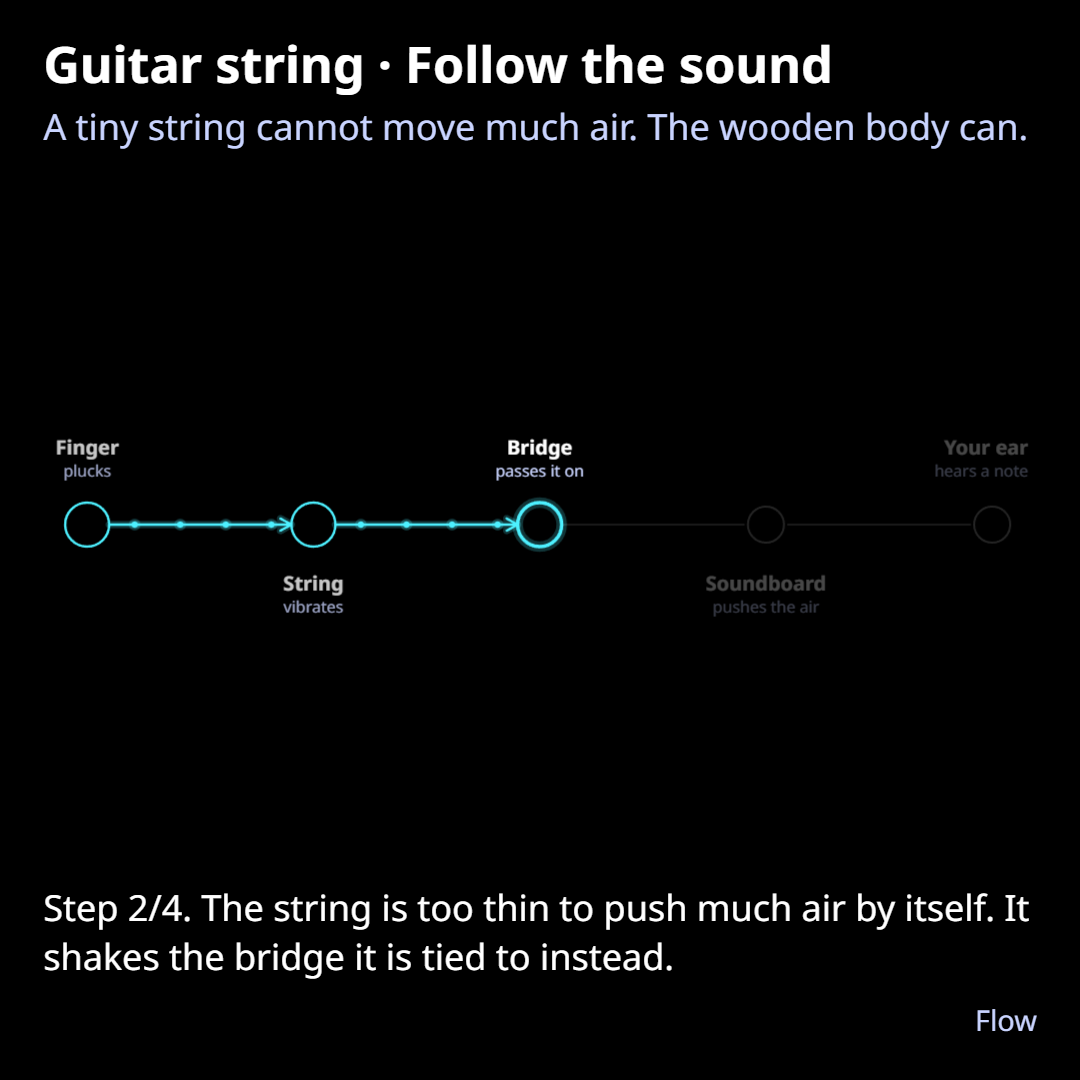 Guitar string · Follow the sound
A tiny string cannot move much air. The wooden body can.
Finger
plucks
Bridge
passes it on
Your ear
hears a note
String
vibrates
Soundboard
pushes the air
Step 2/4. The string is too thin to push much air by itself. It
shakes the bridge it is tied to instead.
Flow